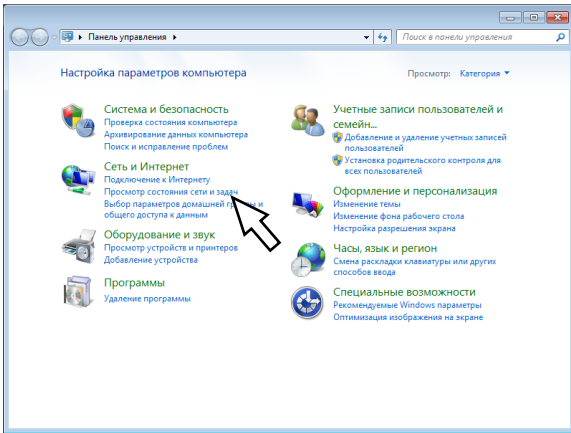 Панель управления
Поиск в панели управления
Настройка параметров компьютера
Просмотр: Категория
Система и безопасность
Проверка состояния компьютера
Архивирование данных компьютера
Поиск и исправление проблем
Сеть и Интернет
Подключение к Интернету
Просмотр состояния сети и задач
Выбор параметров домашней и
общего доступа к данным
Оборудование и звук
Просмотр устройств и принтеров
Добавление устройства
Программы
Удаление программы
Учетные записи пользователей и
семейн...
Добавление и удаление учетных записей
пользователей
Установка родительского контроля для
всех пользователей
Оформление и персонализация
Изменение темы
Изменение фона рабочего стола
Настройка разрешения экрана
Часы, язык и регион
Смена раскладки клавиатуры или других
способов ввода
Специальные возможности
Рекомендуемые Windows параметры
Оптимизация изображения на экране